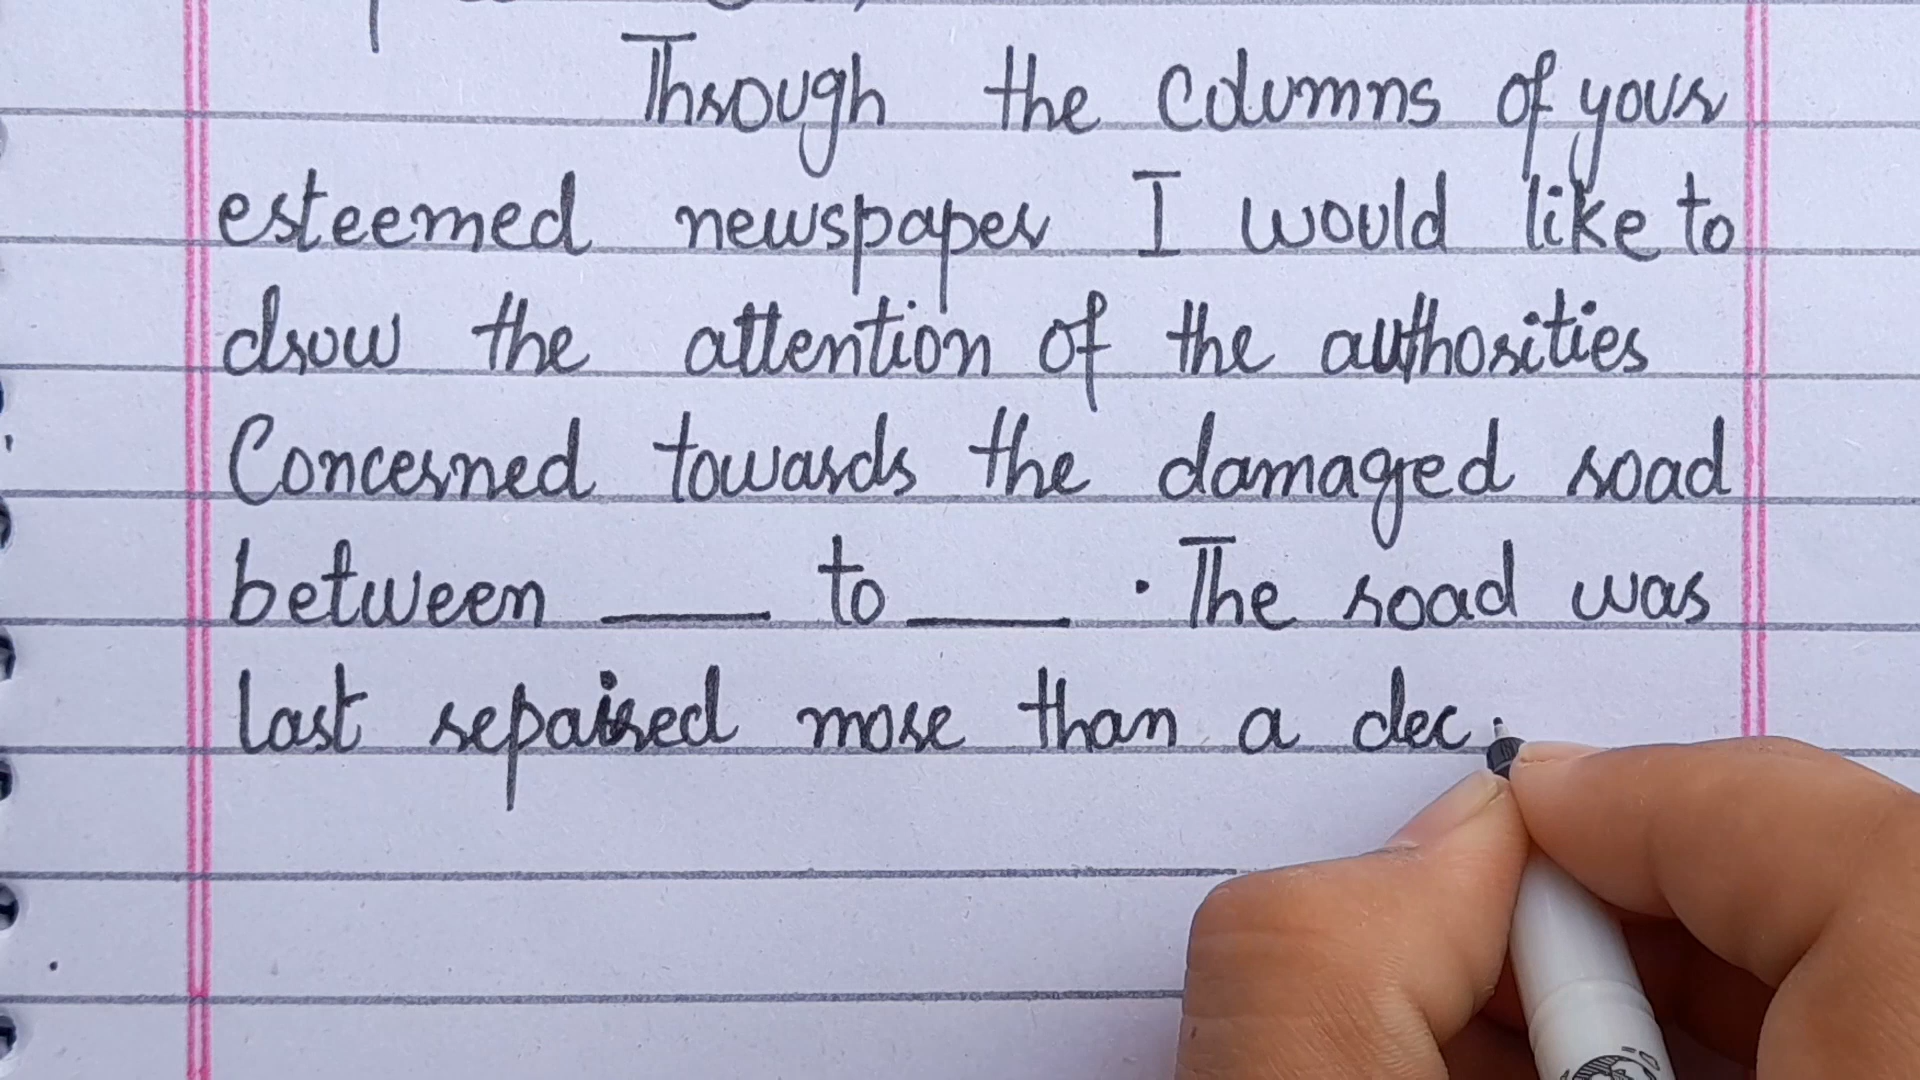 Through the columns of your
esteemed newspaper I would like to
draw the attention of the authorities
Concerned towards the damaged road
between ____ to ____ . The road was
last repaired more than a dec